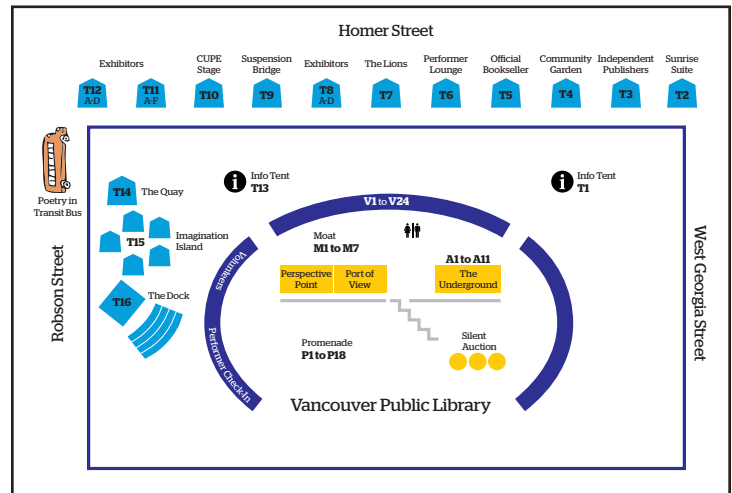 Homer Street
Exhibitors
CUPE
Stage
Suspension
Bridge
Exhibitors
The Lions
Performer
Lounge
Official
Bookseller
Community
Garden
Independent
Publishers
Sunrise
Suite
T12
A-D
T11
A-F
T10
T9
T8
A-D
T7
T6
T5
T4
T3
T2
Poetry in
Transit Bus
Robson Street
T14
The Quay
T15
Imagination
Island
T16
The Dock
i
Info Tent
T13
i
Info Tent
T1
V1 to V24
Volunteers
Performer Check-In
Moat
M1 to M7
A1 to A11
Perspective
Point
Port of
View
The
Underground
Promenade
P1 to P18
Silent
Auction
Vancouver Public Library
West Georgia Street